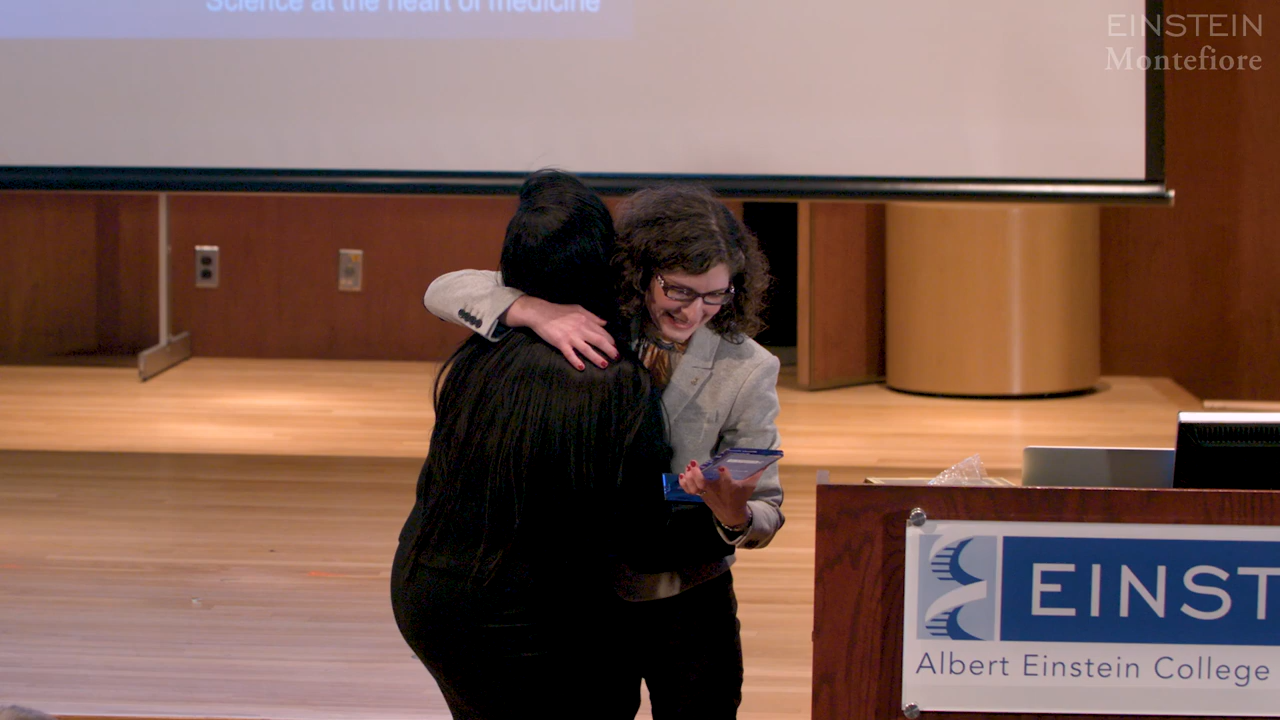 Science at the heart of medicine
EINSTEIN
Montefiore
EINST
Albert Einstein College